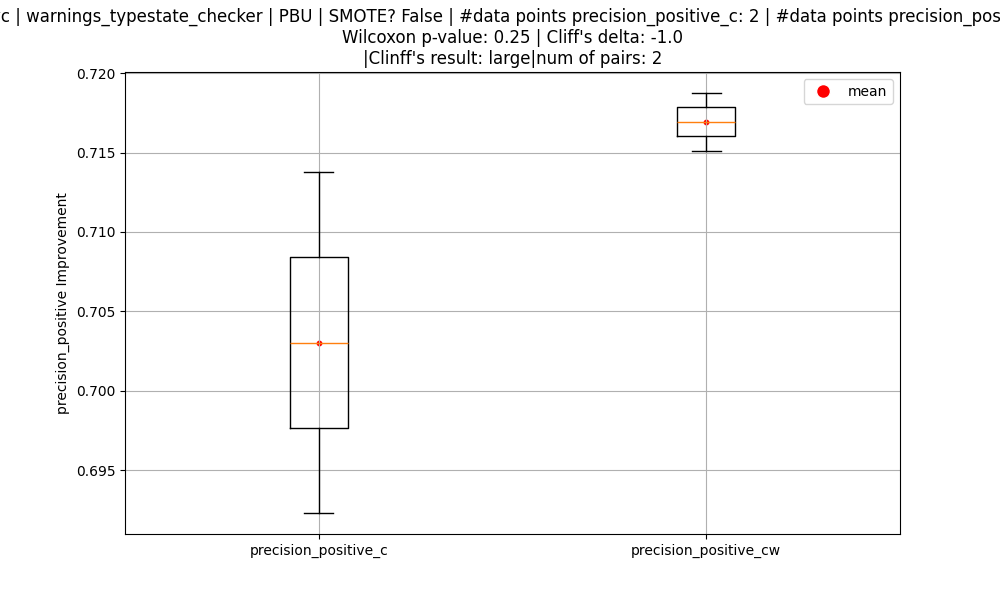 | warnings_typestate_checker | PBU | SMOTE? False | #data points precision_positive_c: 2 | #data points
Wilcoxon p-value: 0.25 | Cliff's delta: -1.0
|Clinff's result: large|num of pairs: 2
0.720
mean
0.715
0.710
0.705
0.700
0.695
precision_positive Improvement
precision_positive_c
precision_positive_cw